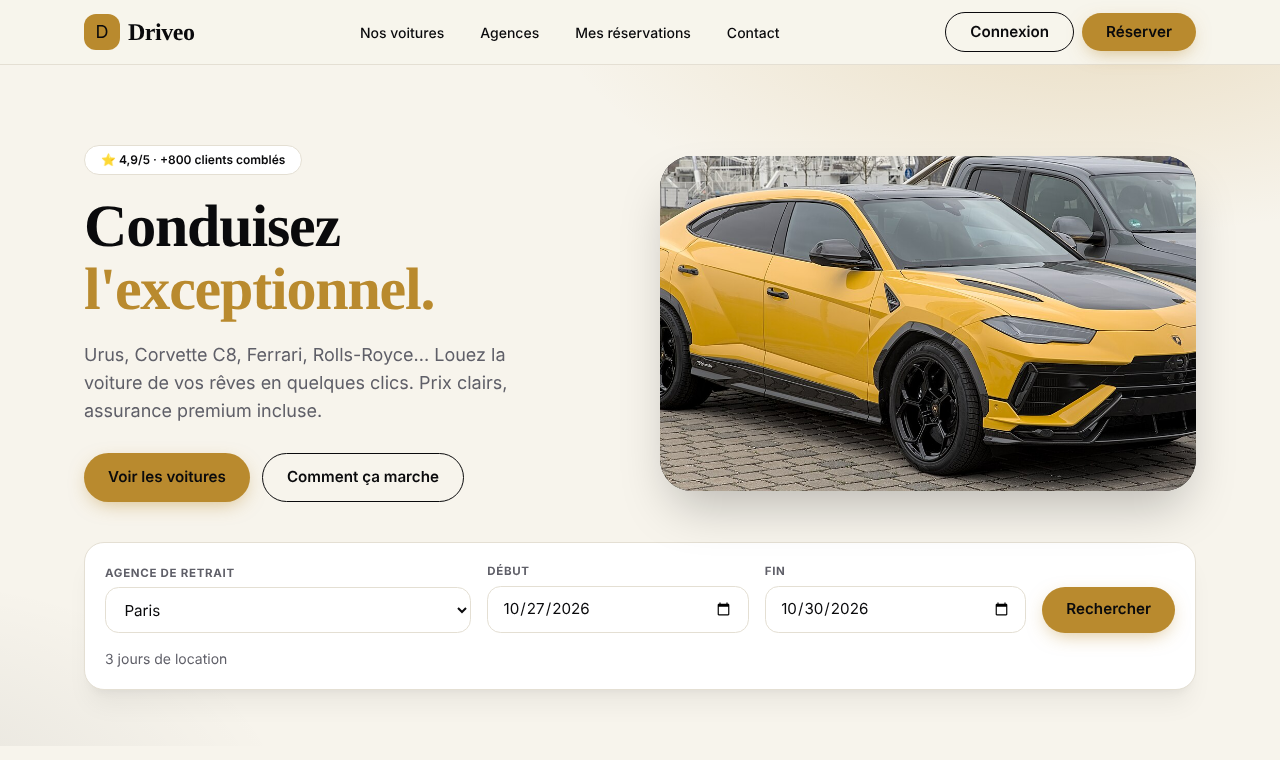 D Driveo
Nos voitures Agences Mes réservations Contact
Connexion Réserver
⭐ 4,9/5 · +800 clients comblés
Conduisez
l'exceptionnel.
Urus, Corvette C8, Ferrari, Rolls-Royce… Louez la
voiture de vos rêves en quelques clics. Prix clairs,
assurance premium incluse.
Voir les voitures Comment ça marche
AGENCE DE RETRAIT DÉBUT FIN
Paris 10/27/2026 10/30/2026 Rechercher
3 jours de location